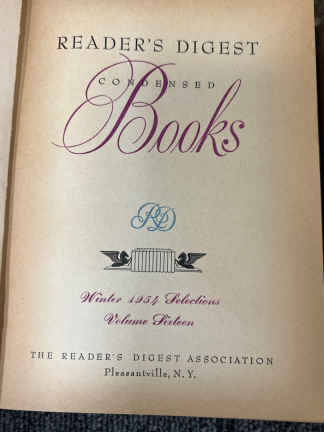 READER'S DIGEST
CONDENSED
Books
RD
Winter 1954 Selections
Volume Sixteen
THE READER'S DIGEST ASSOCIATION
Pleasantville, N.Y.